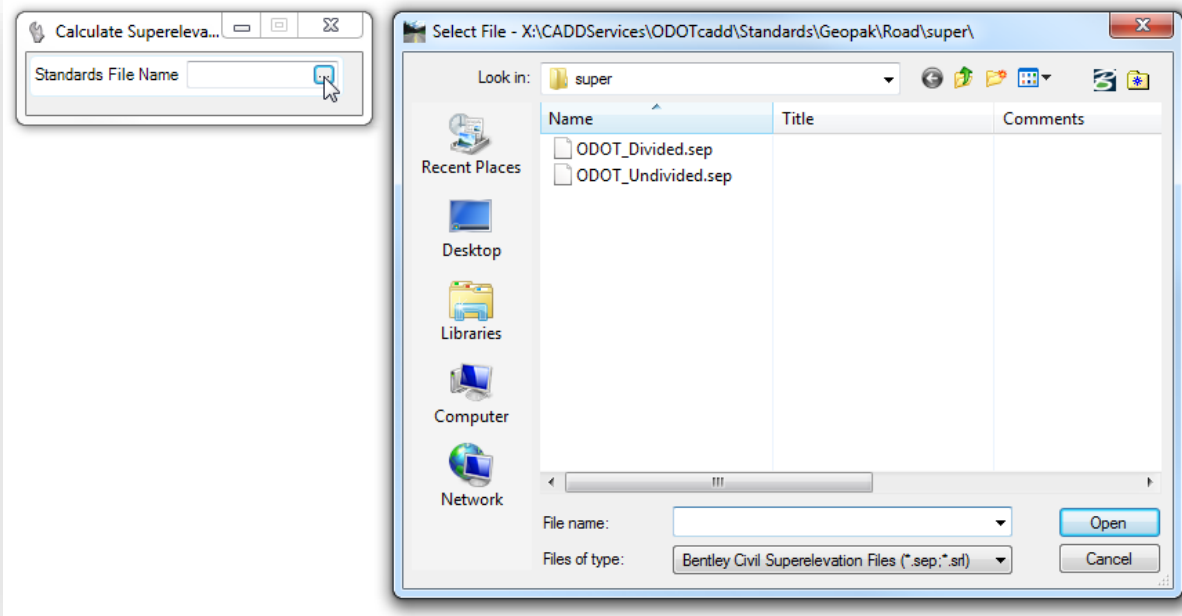 Calculate Supereleva...
Standards File Name
...
Select File - X:\CADDServices\ODOTcadd\Standards\Geopak\Road\super\
Look in: super
Name Title Comments
ODOT_Divided.sep
ODOT_Undivided.sep
Recent Places
Desktop
Libraries
Computer
Network
File name: Open
Files of type: Bentley Civil Superelevation Files (*.sep;*.srl) Cancel